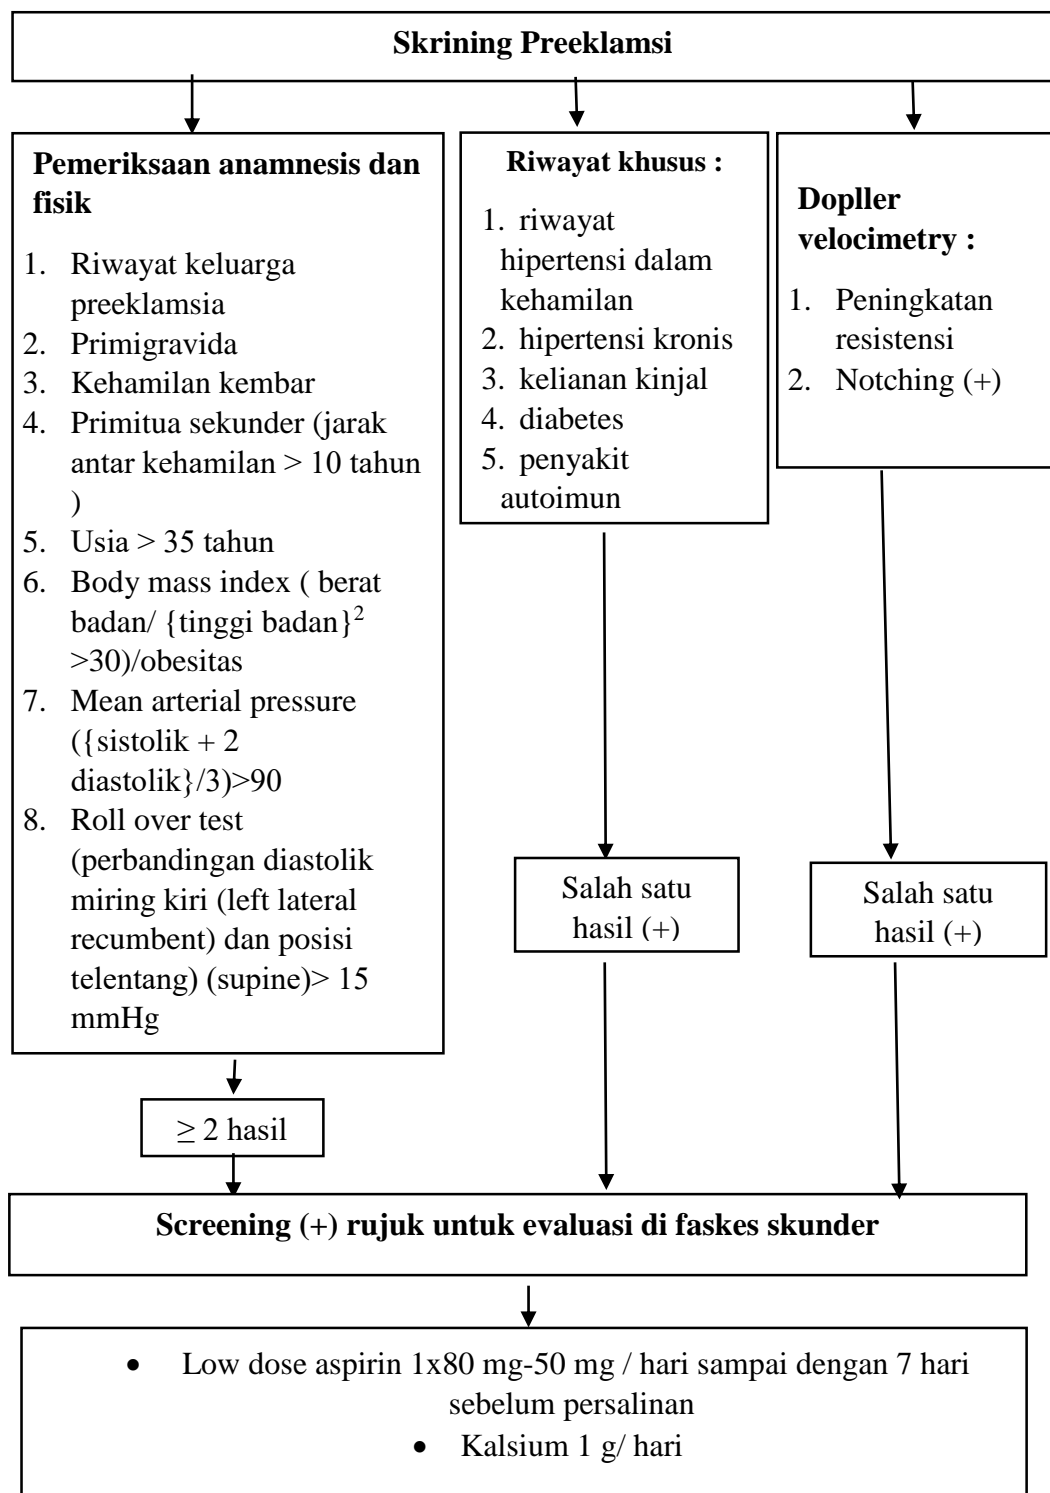 Skrining Preeklamsi
Pemeriksaan anamnesis dan
fisik
1. Riwayat keluarga
preeklamsia
2. Primigravida
3. Kehamilan kembar
4. Primitua sekunder (jarak
antar kehamilan > 10 tahun
)
5. Usia > 35 tahun
6. Body mass index ( berat
badan/ {tinggi badan}²
>30)/obesitas
7. Mean arterial pressure
({sistolik + 2
diastolik}/3)>90
8. Roll over test
(perbandingan diastolik
miring kiri (left lateral
recumbent) dan posisi
telentang) (supine)> 15
mmHg
≥ 2 hasil
Riwayat khusus :
1. riwayat
hipertensi dalam
kehamilan
2. hipertensi kronis
3. kelianan kinjal
4. diabetes
5. penyakit
autoimun
Salah satu
hasil (+)
Dopller
velocimetry :
1. Peningkatan
resistensi
2. Notching (+)
Salah satu
hasil (+)
Screening (+) rujuk untuk evaluasi di faskes skunder
• Low dose aspirin 1x80 mg-50 mg / hari sampai dengan 7 hari
sebelum persalinan
• Kalsium 1 g/ hari